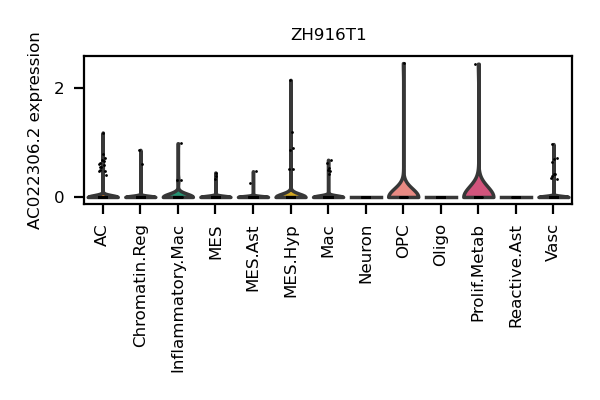 ZH916T1
AC022306.2 expression
2
0
AC
Chromatin.Reg
Inflammatory.Mac
MES
MES.Ast
MES.Hyp
Mac
Neuron
OPC
Oligo
Prolif.Metab
Reactive.Ast
Vasc